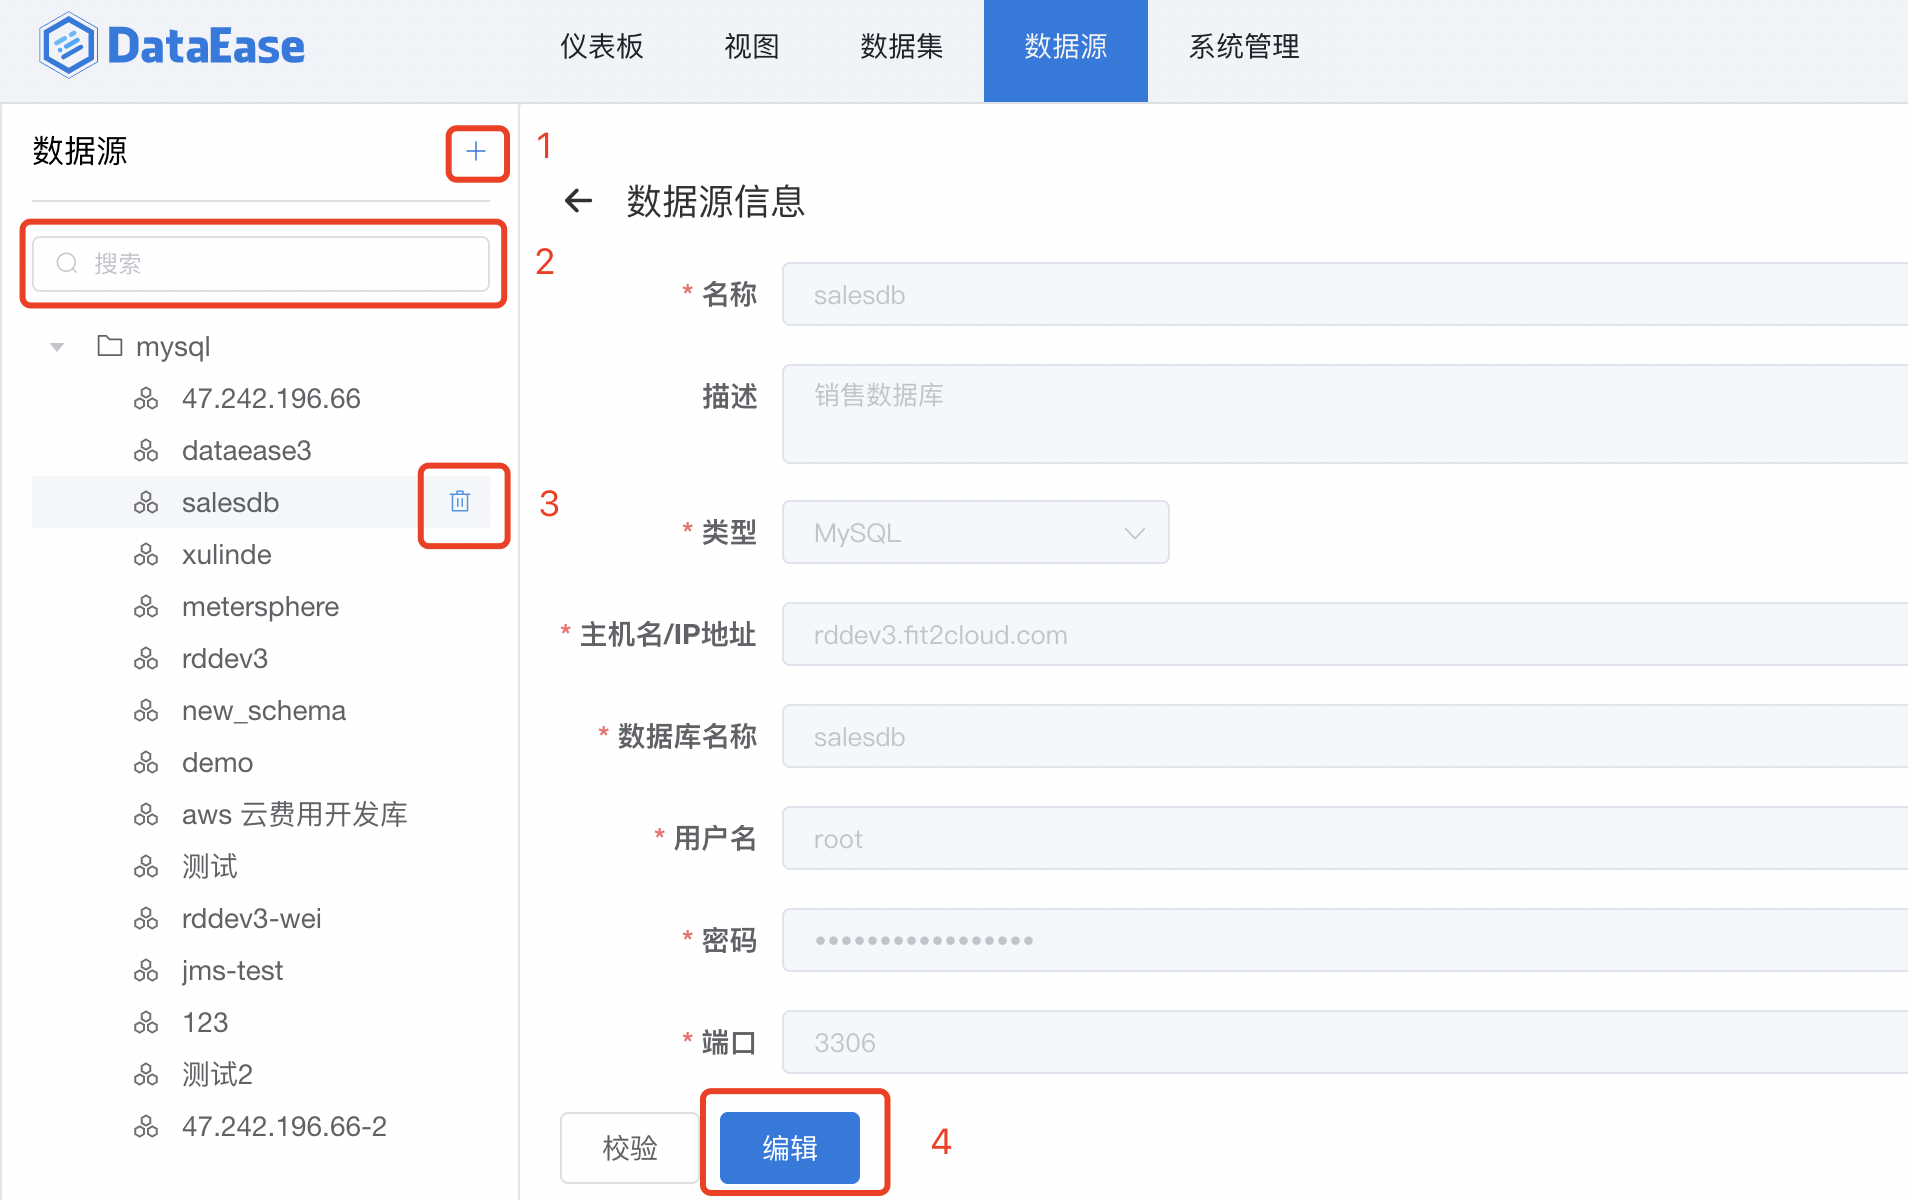 DataEase
仪表板 视图 数据集 数据源 系统管理
数据源
+
1
搜索
2
mysql
47.242.196.66
dataease3
salesdb
3
xulinde
metersphere
rddev3
new_schema
demo
aws 云费用开发库
测试
rddev3-wei
jms-test
123
测试2
47.242.196.66-2
← 数据源信息
* 名称 salesdb
描述 销售数据库
* 类型 MySQL
* 主机名/IP地址 rddev3.fit2cloud.com
* 数据库名称 salesdb
* 用户名 root
* 密码 •••••••••••••••••
* 端口 3306
校验 编辑 4